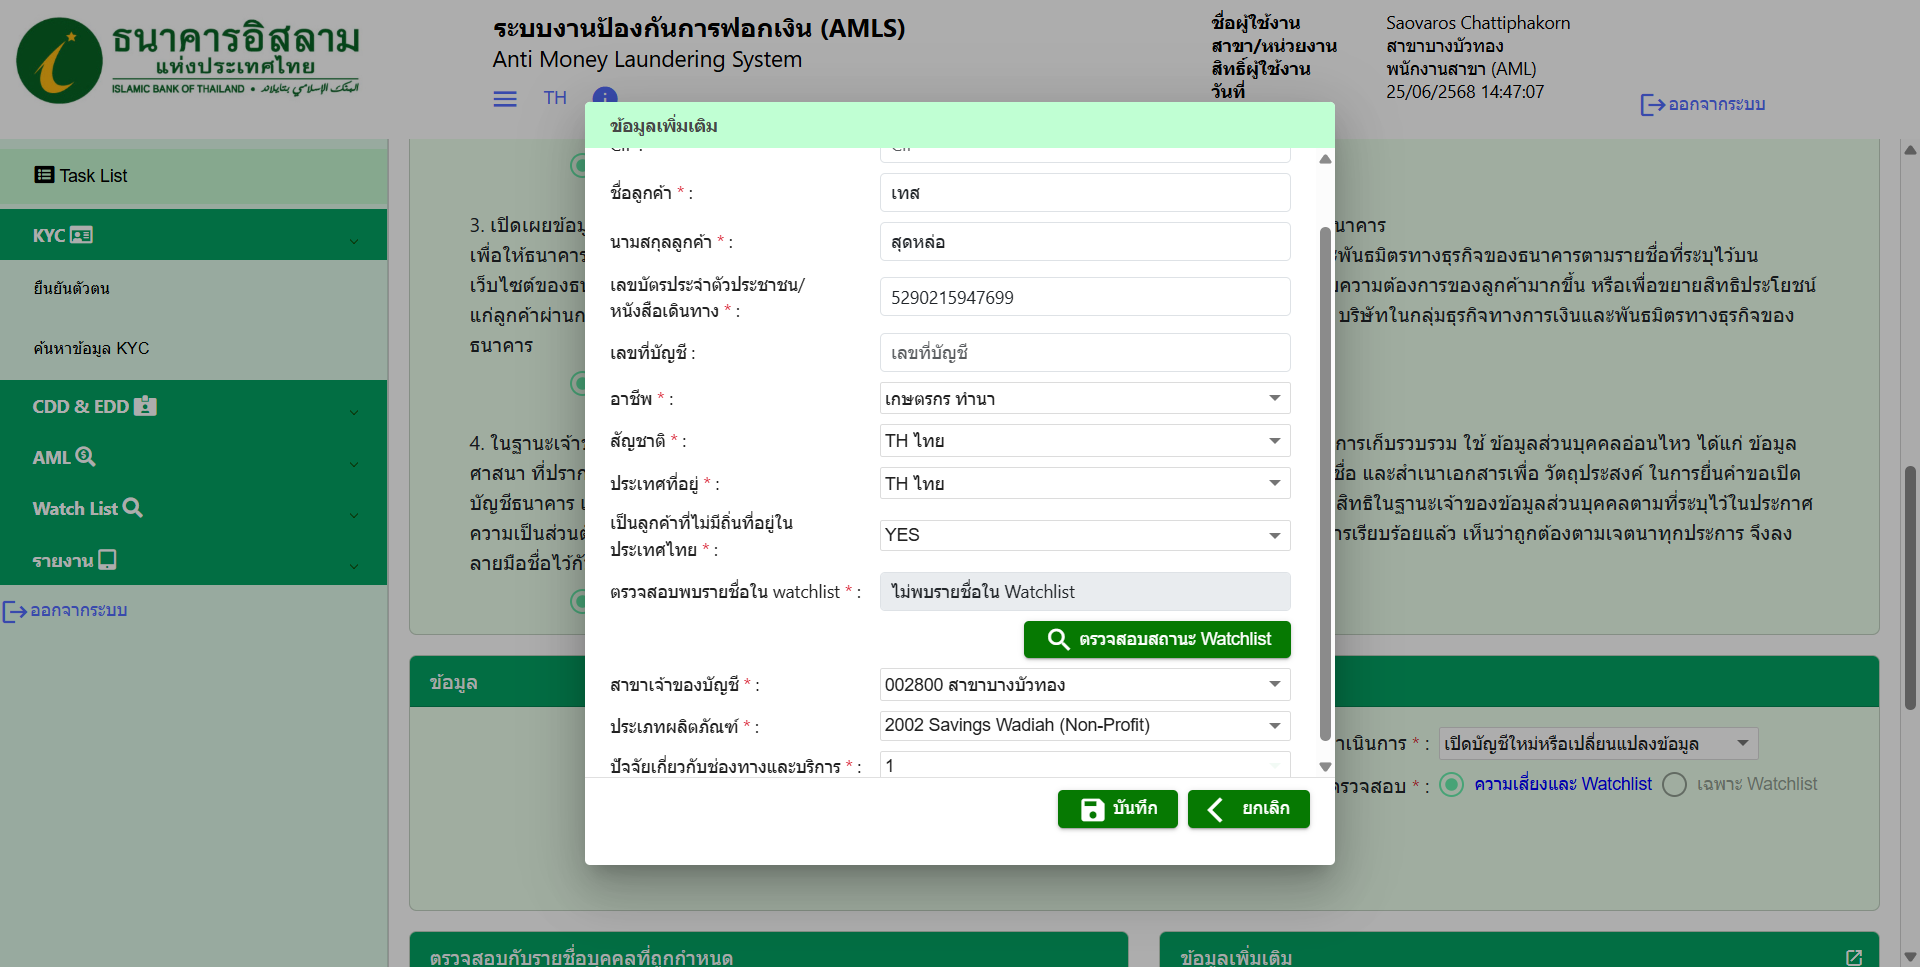 ธนาคารอิสลาม
แห่งประเทศไทย
ISLAMIC BANK OF THAILAND •
ระบบงานป้องกันการฟอกเงิน (AMLS)
Anti Money Laundering System
TH
ชื่อผู้ใช้งาน Saovaros Chattiphakorn
สาขา/หน่วยงาน สาขาบางบัวทอง
สิทธิ์ผู้ใช้งาน พนักงานสาขา (AML)
วันที่ 25/06/2568 14:47:07
ออกจากระบบ
Task List
KYC
ยืนยันตัวตน
ค้นหาข้อมูล KYC
CDD & EDD
AML
Watch List
รายงาน
ออกจากระบบ
ข้อมูลเพิ่มเติม
ชื่อลูกค้า * : เทส
นามสกุลลูกค้า * : สุดหล่อ
เลขบัตรประจำตัวประชาชน/
หนังสือเดินทาง * : 5290215947699
เลขที่บัญชี : เลขที่บัญชี
อาชีพ * : เกษตรกร ทำนา
สัญชาติ * : TH ไทย
ประเทศที่อยู่ * : TH ไทย
เป็นลูกค้าที่ไม่มีถิ่นที่อยู่ใน
ประเทศไทย * : YES
ตรวจสอบพบรายชื่อใน watchlist * : ไม่พบรายชื่อใน Watchlist
ตรวจสอบสถานะ Watchlist
สาขาเจ้าของบัญชี * : 002800 สาขาบางบัวทอง
ประเภทผลิตภัณฑ์ * : 2002 Savings Wadiah (Non-Profit)
ปัจจัยเกี่ยวกับช่องทางและบริการ * : 1
บันทึก ยกเลิก
3. เปิดเผยข้อมู นาคาร
เพื่อให้ธนาคาร ะพันธมิตรทางธุรกิจของธนาคารตามรายชื่อที่ระบุไว้บน
เว็บไซต์ของธน ความต้องการของลูกค้ามากขึ้น หรือเพื่อขยายสิทธิประโยชน์
แก่ลูกค้าผ่าน บริษัทในกลุ่มธุรกิจทางการเงินและพันธมิตรทางธุรกิจของ
ธนาคาร
4. ในฐานะเจ้า การเก็บรวบรวม ใช้ ข้อมูลส่วนบุคคลอ่อนไหว ได้แก่ ข้อมูล
ศาสนา ที่ปราก ชื่อ และสำเนาเอกสารเพื่อ วัตถุประสงค์ ในการยื่นคำขอเปิด
บัญชีธนาคาร สิทธิในฐานะเจ้าของข้อมูลส่วนบุคคลตามที่ระบุไว้ในประกาศ
ความเป็นส่วน รเรียบร้อยแล้ว เห็นว่าถูกต้องตามเจตนาทุกประการ จึงลง
ลายมือชื่อไว้
ข้อมูล
เนินการ * : เปิดบัญชีใหม่หรือเปลี่ยนแปลงข้อมูล
รวจสอบ * : ความเสี่ยงและ Watchlist เฉพาะ Watchlist
ตรวจสอบกับรายชื่อบุคคลที่ถูกกำหนด
ข้อมูลเพิ่มเติม